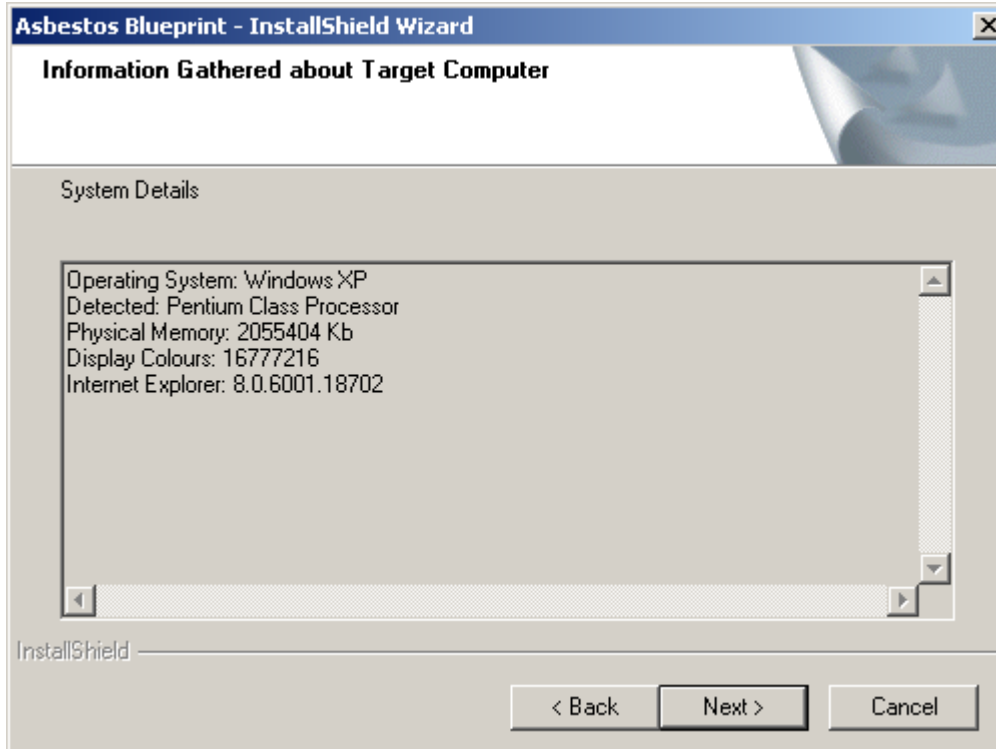 Asbestos Blueprint - InstallShield Wizard
Information Gathered about Target Computer
System Details
Operating System: Windows XP
Detected: Pentium Class Processor
Physical Memory: 2055404 Kb
Display Colours: 16777216
Internet Explorer: 8.0.6001.18702
InstallShield
< Back Next > Cancel